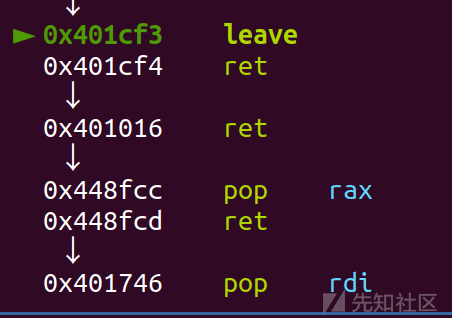 ↓
► 0x401cf3 leave
0x401cf4 ret
↓
0x401016 ret
↓
0x448fcc pop rax
0x448fcd ret
↓
0x401746 pop rdi
先知社区